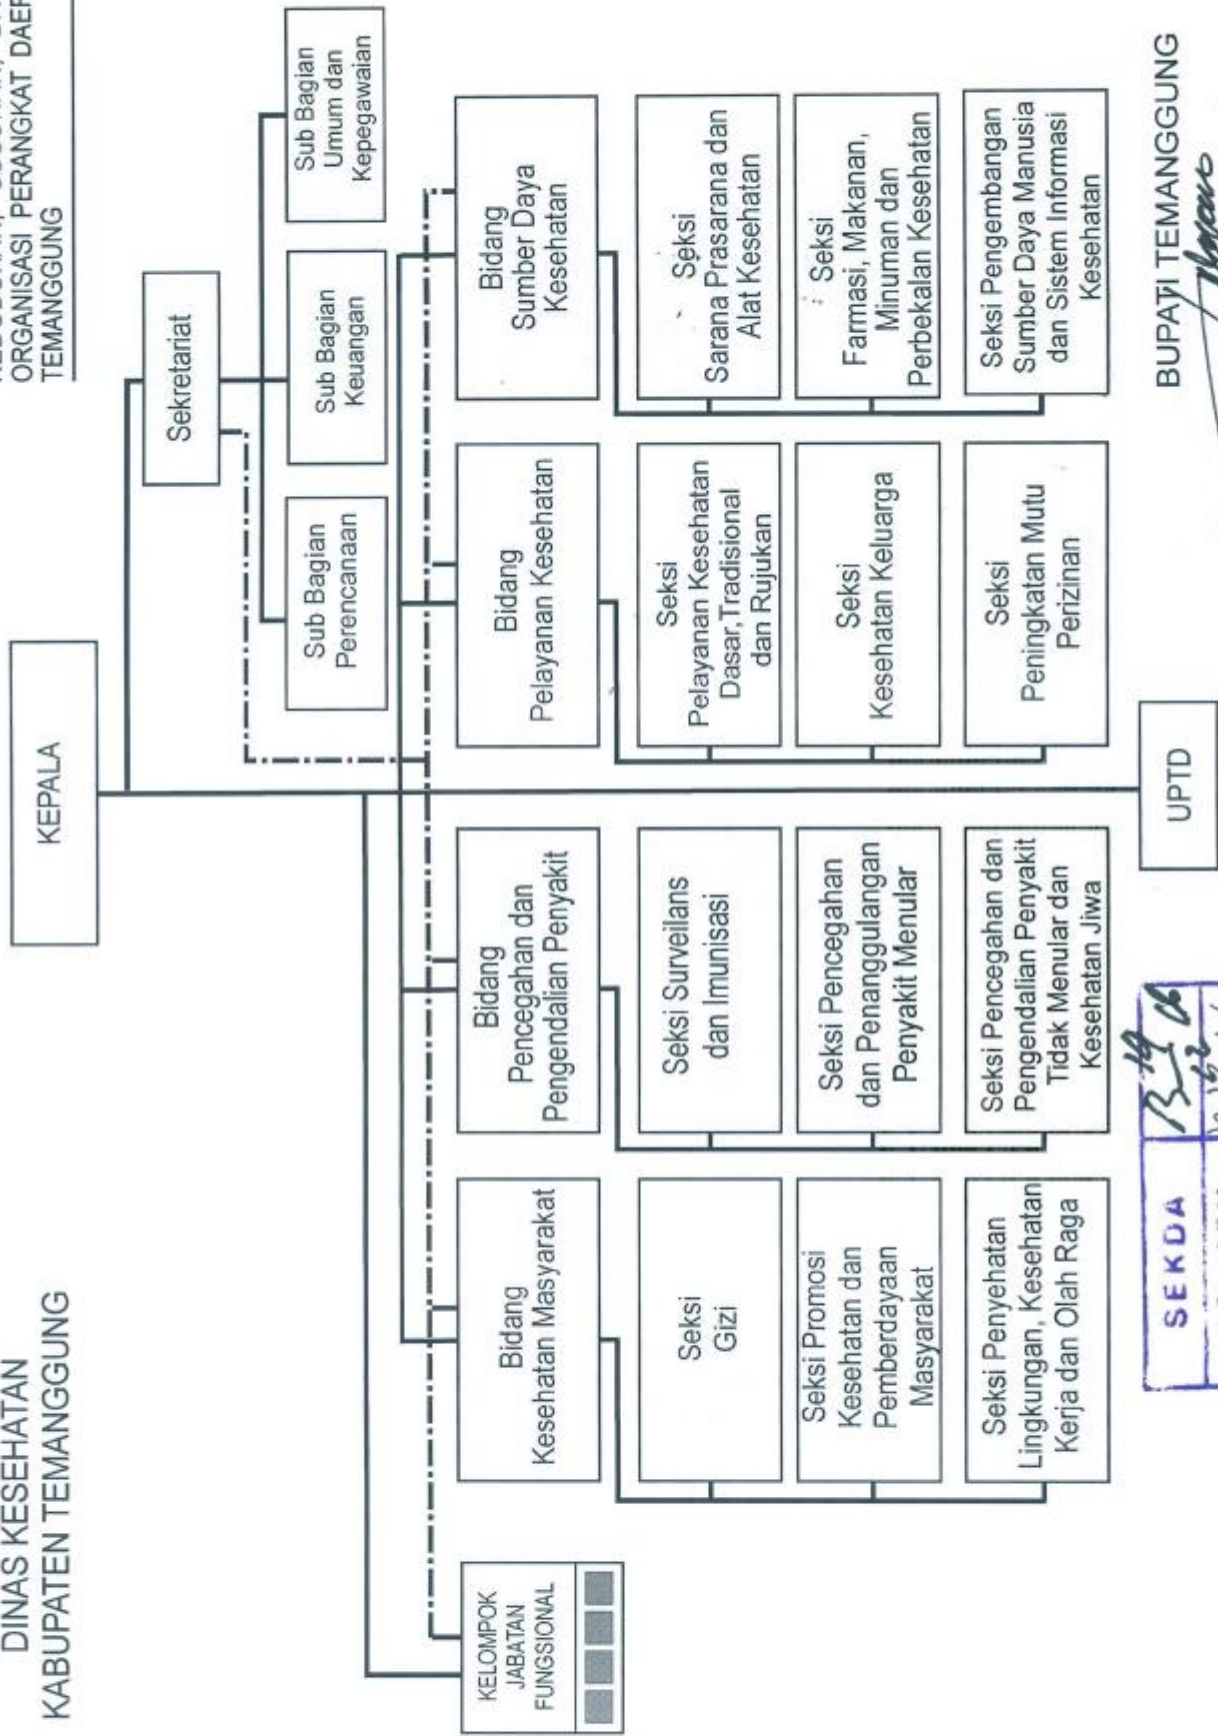 DINAS KESEHATAN
KABUPATEN TEMANGGUNG
ORGANISASI PERANGKAT
TEMANGGUNG
KEPALA
Sekretariat
Sub Bagian
Perencanaan
Sub Bagian
Keuangan
Sub Bagian
Umum dan
Kepegawaian
KELOMPOK
JABATAN
FUNGSIONAL
Bidang
Kesehatan Masyarakat
Seksi
Gizi
Seksi Promosi
Kesehatan dan
Pemberdayaan
Masyarakat
Seksi Penyehatan
Lingkungan, Kesehatan
Kerja dan Olah Raga
Bidang
Pencegahan dan
Pengendalian Penyakit
Seksi Surveilans
dan Imunisasi
Seksi Pencegahan
dan Penanggulangan
Penyakit Menular
Seksi Pencegahan dan
Pengendalian Penyakit
Tidak Menular dan
Kesehatan Jiwa
Bidang
Pelayanan Kesehatan
Seksi
Pelayanan Kesehatan
Dasar,Tradisional
dan Rujukan
Seksi
Kesehatan Keluarga
Seksi
Peningkatan Mutu
Perizinan
Bidang
Sumber Daya
Kesehatan
Seksi
Sarana Prasarana dan
Alat Kesehatan
Seksi
Farmasi, Makanan,
Minuman dan
Perbekalan Kesehatan
Seksi Pengembangan
Sumber Daya Manusia
dan Sistem Informasi
Kesehatan
UPTD
SEKDA
BUPATI TEMANGGUNG